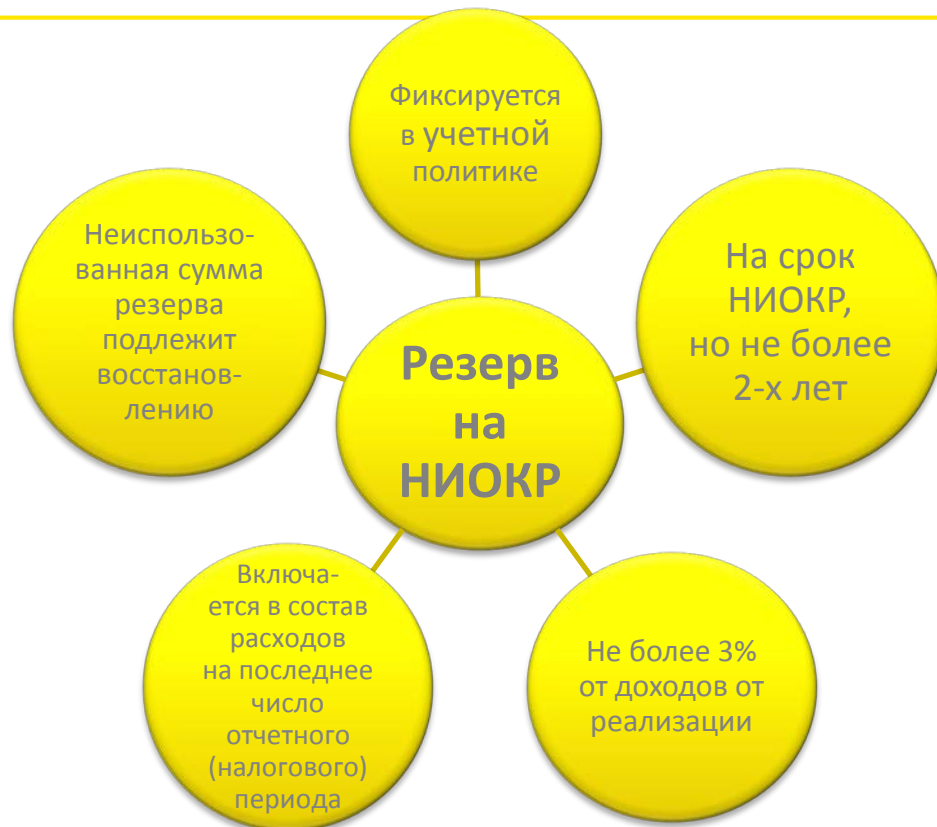 Фиксируется
в учетной
политике
Неиспользо-
ванная сумма
резерва
подлежит
восстанов-
лению
На срок
НИОКР,
но не более
2-х лет
Резерв
на
НИОКР
Включа-
ется в состав
расходов
на последнее
число
отчетного
(налогового)
периода
Не более 3%
от доходов от
реализации